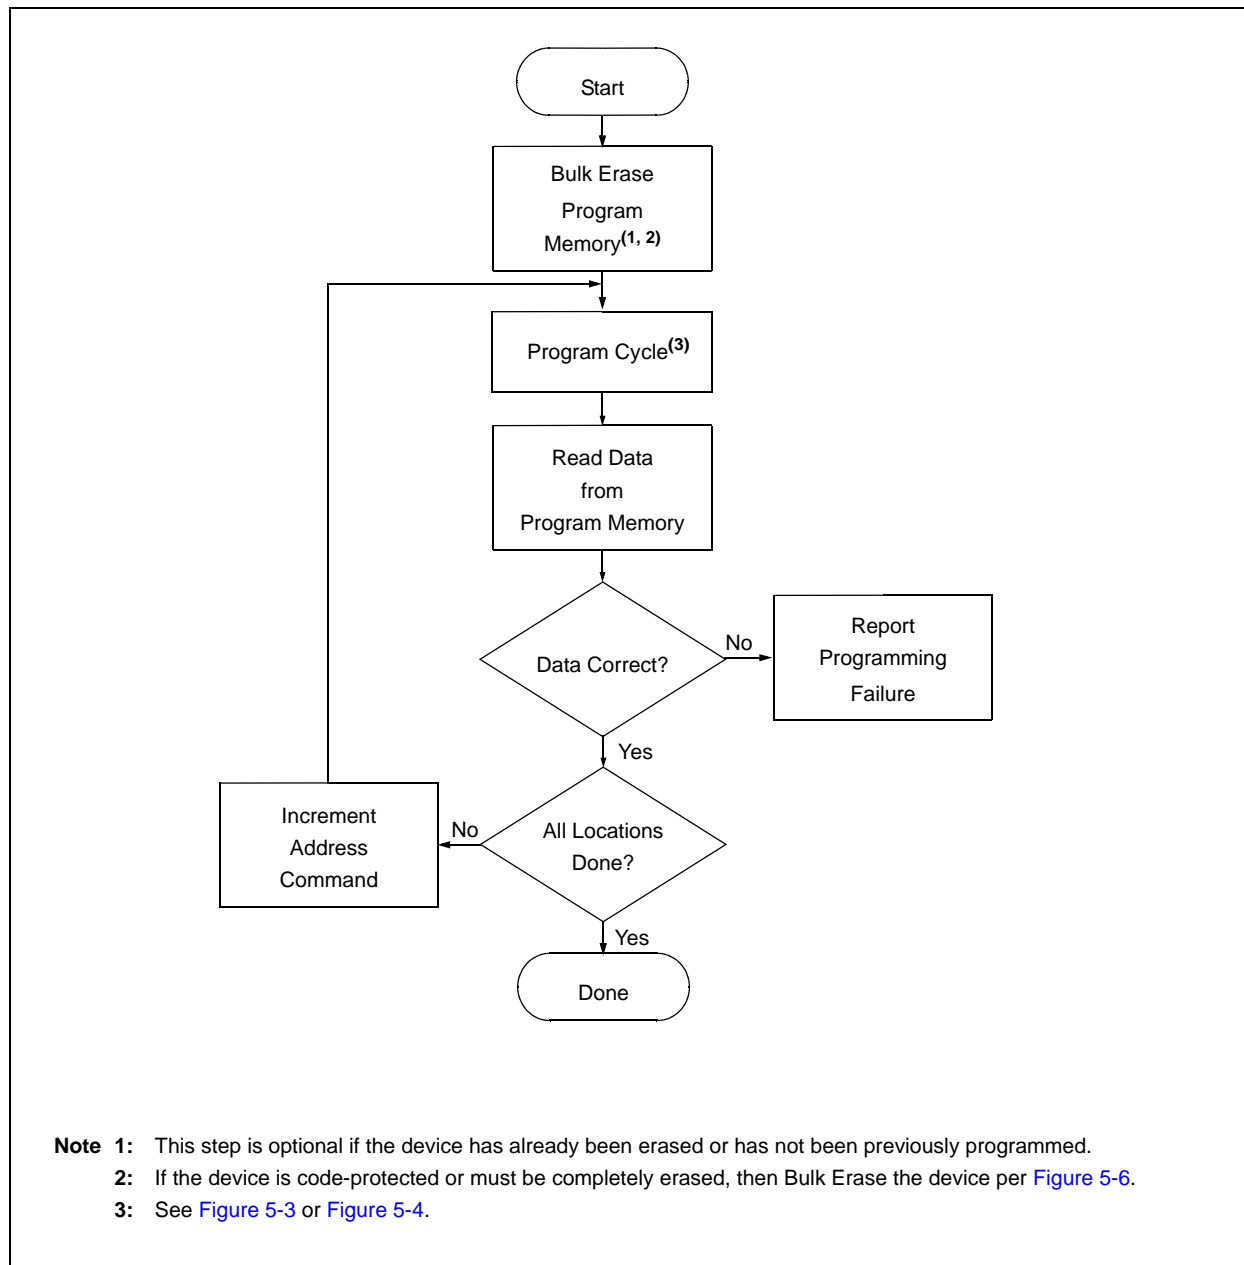 Start
Bulk Erase
Program
Memory(1, 2)
Program Cycle(3)
Read Data
from
Program Memory
Data Correct?
No
Report
Programming
Failure
Yes
All Locations
Done?
No
Increment
Address
Command
Yes
Done
Note 1: This step is optional if the device has already been erased or has not been previously programmed.
2: If the device is code-protected or must be completely erased, then Bulk Erase the device per Figure 5-6.
3: See Figure 5-3 or Figure 5-4.